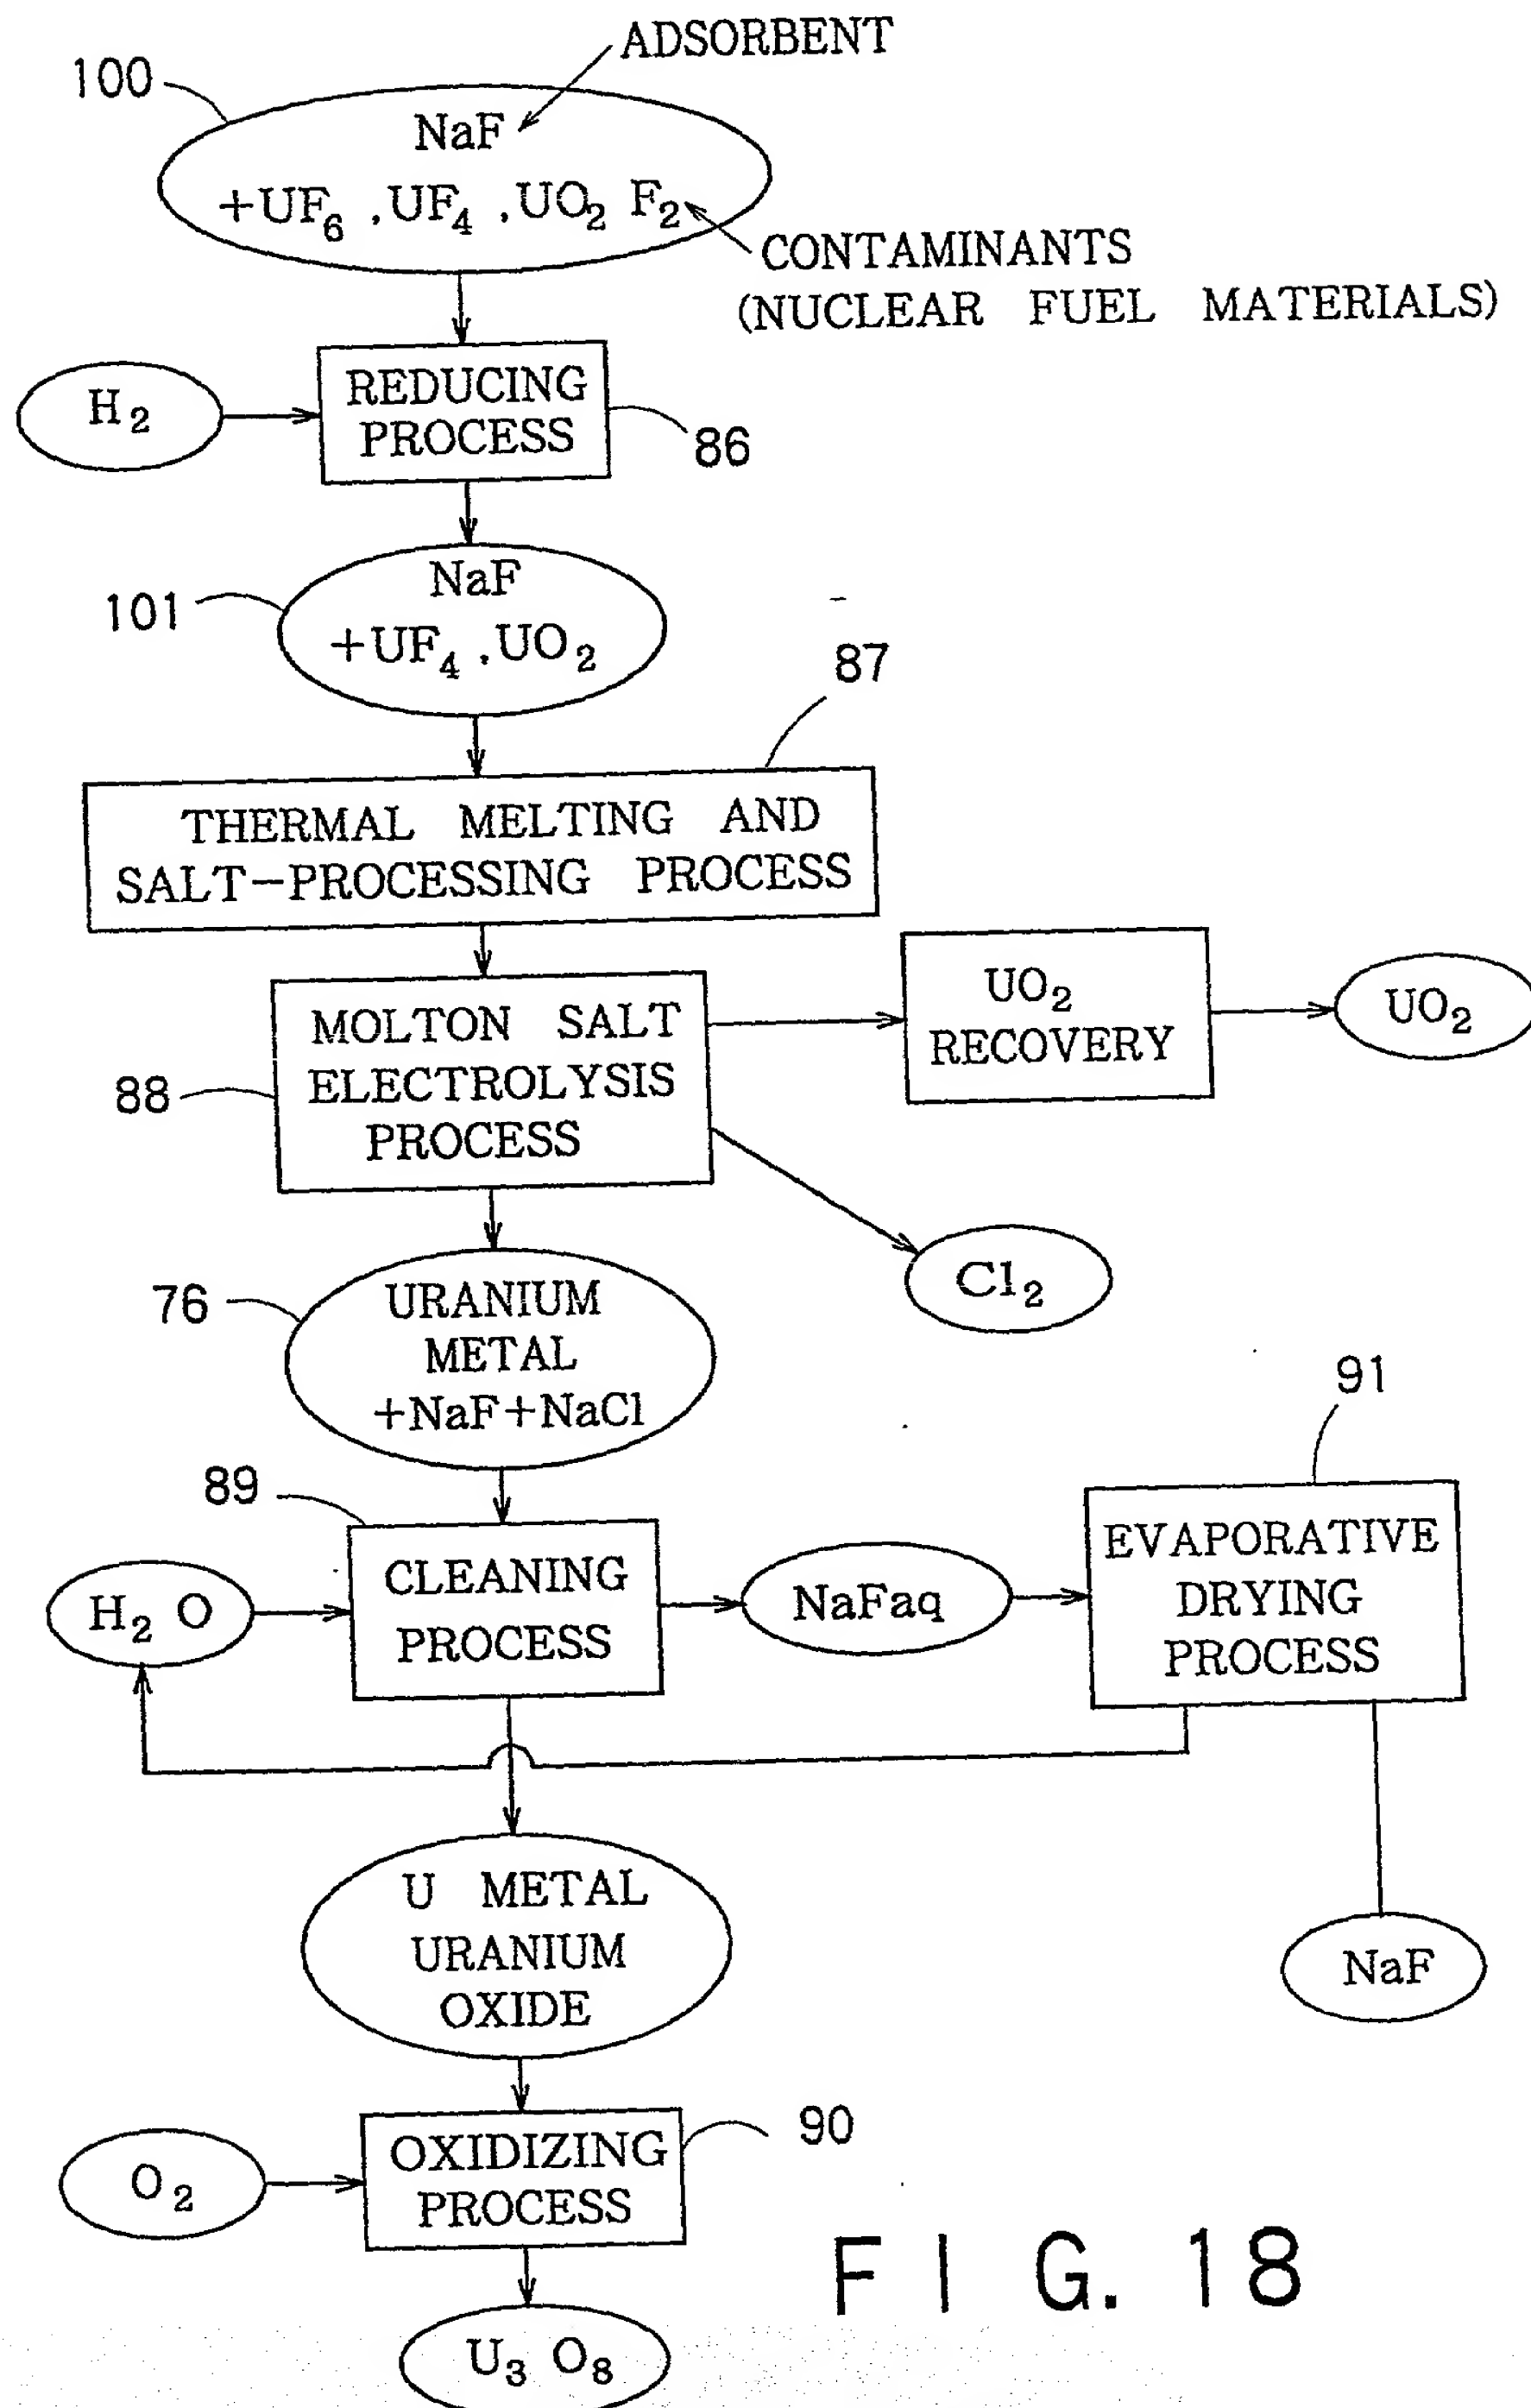 ADSORBENT
100
NaF
+UF₆ .UF₄ .UO₂ F₂
CONTAMINANTS
(NUCLEAR FUEL MATERIALS)
H₂
REDUCING
PROCESS
86
101
NaF
+UF₄ .UO₂
87
THERMAL MELTING AND
SALT-PROCESSING PROCESS
88
MOLTON SALT
ELECTROLYSIS
PROCESS
UO₂
RECOVERY
UO₂
Cl₂
76
URANIUM
METAL
+NaF+NaCl
91
89
H₂ O
CLEANING
PROCESS
NaFaq
EVAPORATIVE
DRYING
PROCESS
U METAL
URANIUM
OXIDE
NaF
O₂
OXIDIZING
PROCESS
90
U₃ O₈
FIG. 18